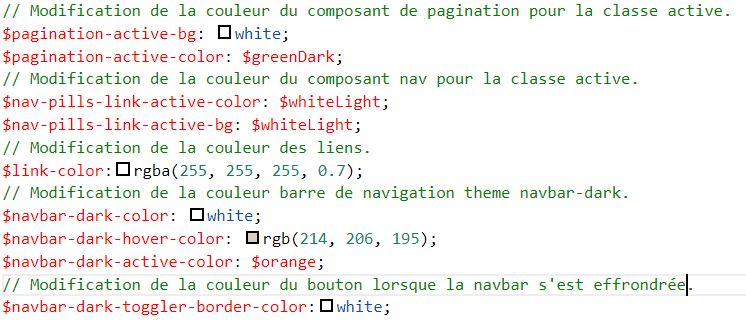 // Modification de la couleur du composant de pagination pour la classe active.
$pagination-active-bg: white;
$pagination-active-color: $greenDark;
// Modification de la couleur du composant nav pour la classe active.
$nav-pills-link-active-color: $whiteLight;
$nav-pills-link-active-bg: $whiteLight;
// Modification de la couleur des liens.
$link-color:rgba(255, 255, 255, 0.7);
// Modification de la couleur barre de navigation theme navbar-dark.
$navbar-dark-color: white;
$navbar-dark-hover-color: rgb(214, 206, 195);
$navbar-dark-active-color: $orange;
// Modification de la couleur du bouton lorsque la navbar s'est effrondrée.
$navbar-dark-toggler-border-color:white;